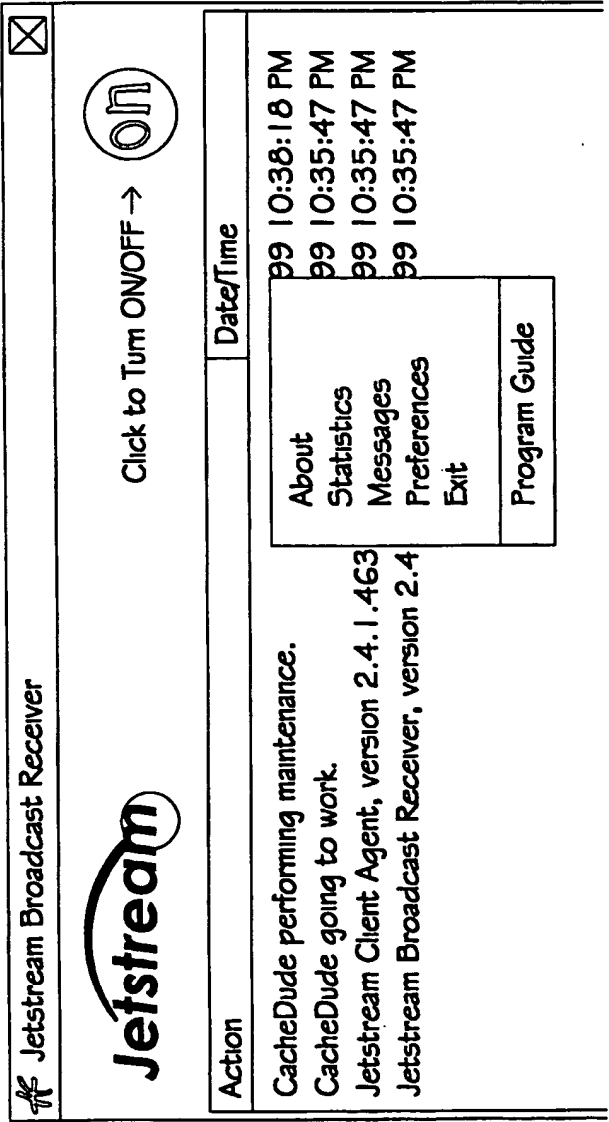 Jetstream Broadcast Receiver
Jetstream
Click to Turn ON/OFF → on
Action Date/Time
CacheDude performing maintenance. 99 10:38:18 PM
CacheDude going to work. 99 10:35:47 PM
Jetstream Client Agent, version 2.4.1.463 99 10:35:47 PM
Jetstream Broadcast Receiver, version 2.4 99 10:35:47 PM
About
Statistics
Messages
Preferences
Exit
Program Guide